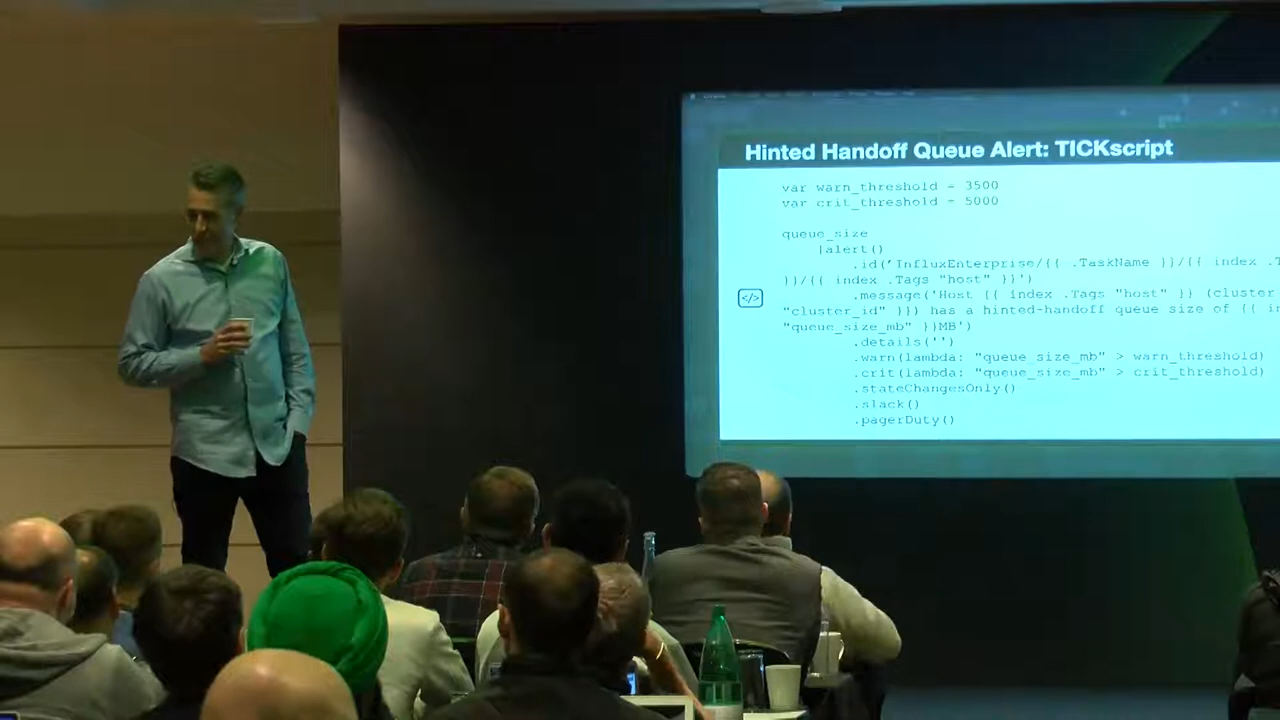 Hinted Handoff Queue Alert: TICKscript
var warn_threshold = 3500
var crit_threshold = 5000
queue_size
|alert()
.id('InfluxEnterprise/{{ .TaskName }}/{{ index .T
}}/{{ index .Tags "host" }}')
</>
.message('Host {{ index .Tags "host" }} (cluster
"cluster_id" }}) has a hinted-handoff queue size of {{ in
"queue_size_mb" }}MB')
.details('')
.warn(lambda: "queue_size_mb" > warn_threshold)
.crit(lambda: "queue_size_mb" > crit_threshold)
.stateChangesOnly()
.slack()
.pagerDuty()